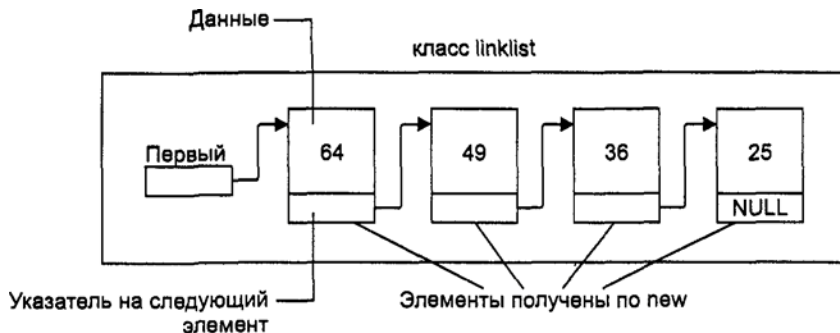 Данные
класс linklist
Первый
64
49
36
25
NULL
Указатель на следующий
элемент
Элементы получены по new